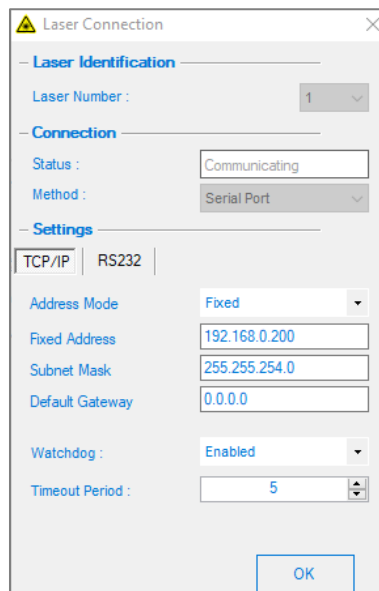 Laser Connection
Laser Identification
Laser Number : 1
Connection
Status : Communicating
Method : Serial Port
Settings
TCP/IP RS232
Address Mode Fixed
Fixed Address 192.168.0.200
Subnet Mask 255.255.254.0
Default Gateway 0.0.0.0
Watchdog : Enabled
Timeout Period : 5
OK